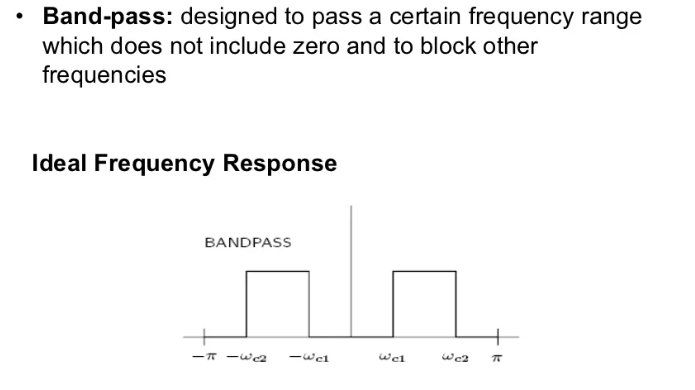 • Band-pass: designed to pass a certain frequency range
which does not include zero and to block other
frequencies
Ideal Frequency Response
BANDPASS
−π −ωc2 −ωc1 ωc1 ωc2 π